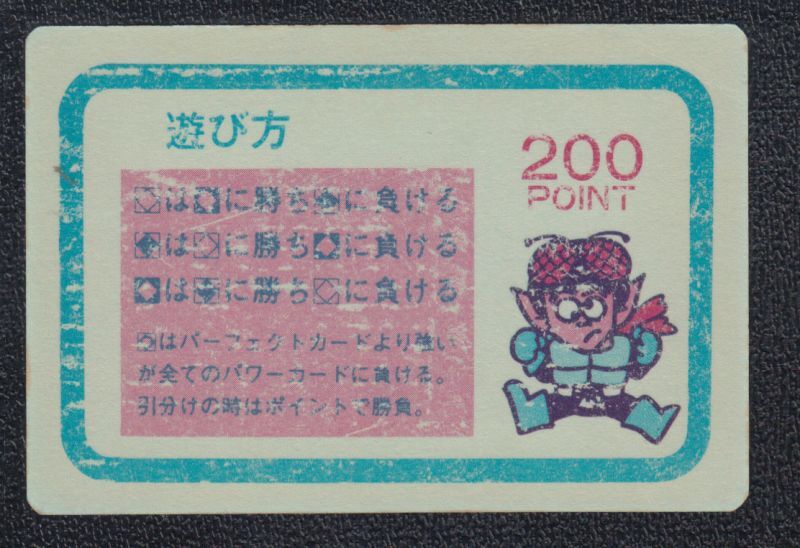 遊び方
は に勝ち に負ける
は に勝ち に負ける
は に勝ち に負ける
はパーフェクトカードより強い
が全てのパワーカードに負ける。
引分けの時はポイントで勝負。
200
POINT